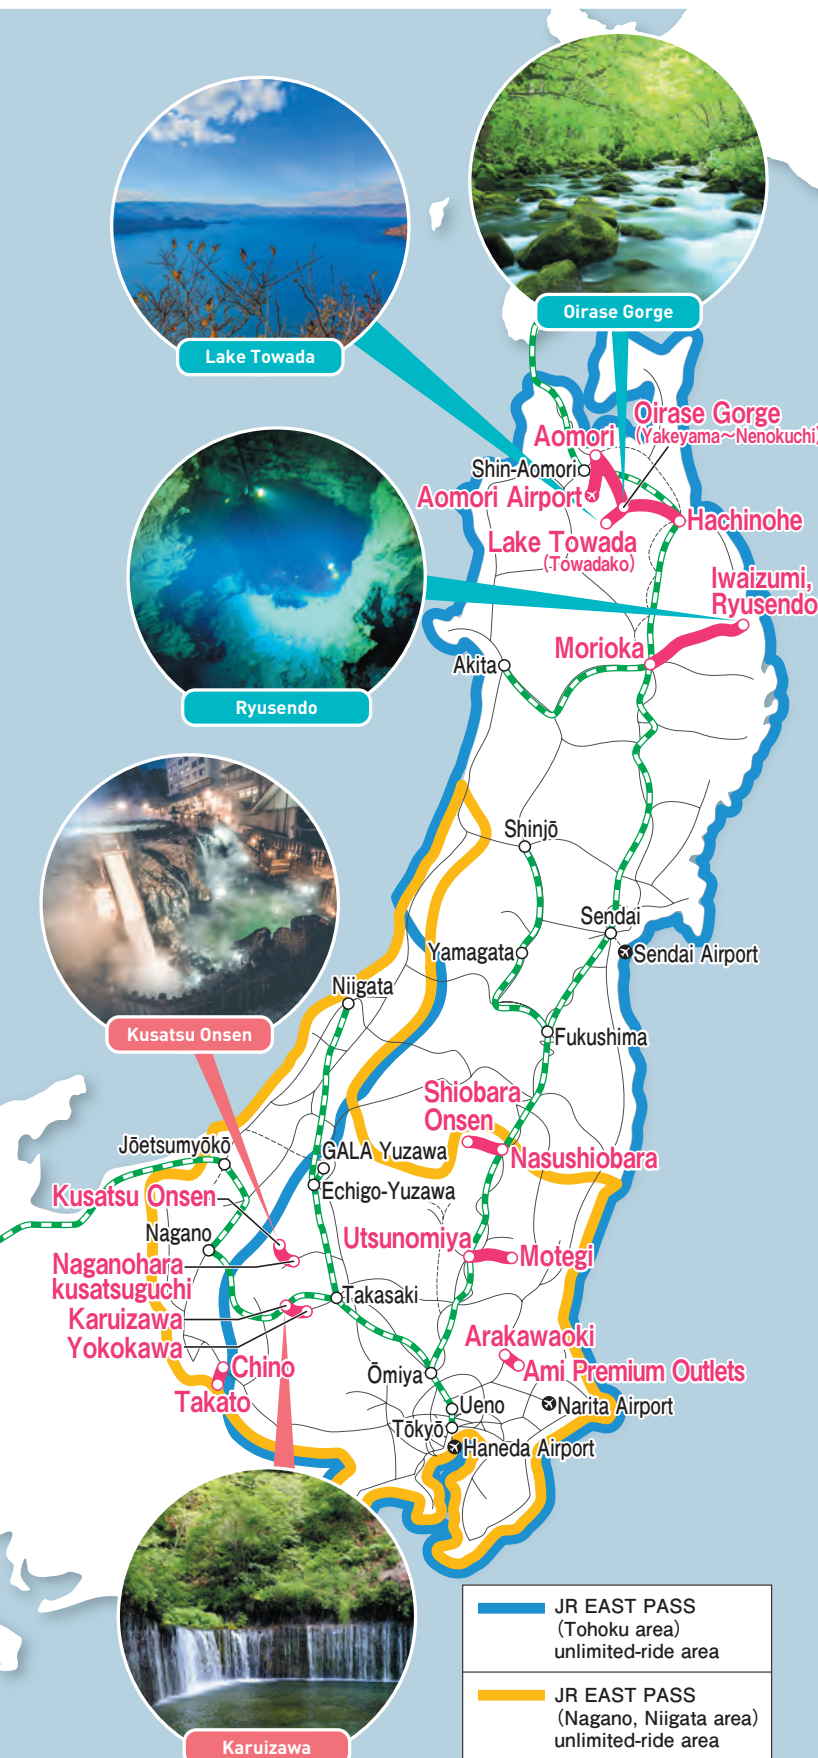 Lake Towada
Oirase Gorge
Oirase Gorge
(Yakeyama～Nenokuchi)
Aomori
Shin-Aomori
Aomori Airport
Hachinohe
Lake Towada
(Towadako)
Iwaizumi,
Ryusendo
Morioka
Akita
Ryusendo
Shinjō
Sendai
Yamagata
Sendai Airport
Niigata
Kusatsu Onsen
Fukushima
Shiobara
Onsen
Nasushiobara
Jōetsumyōkō
GALA Yuzawa
Echigo-Yuzawa
Kusatsu Onsen
Nagano
Utsunomiya
Motegi
Naganohara
kusatsuguchi
Takasaki
Karuizawa
Yokokawa
Arakawaoki
Chino
Ami Premium Outlets
Ōmiya
Takato
Ueno
Narita Airport
Tōkyō
Haneda Airport
JR EAST PASS
(Tohoku area)
unlimited-ride area
JR EAST PASS
(Nagano, Niigata area)
unlimited-ride area
Karuizawa